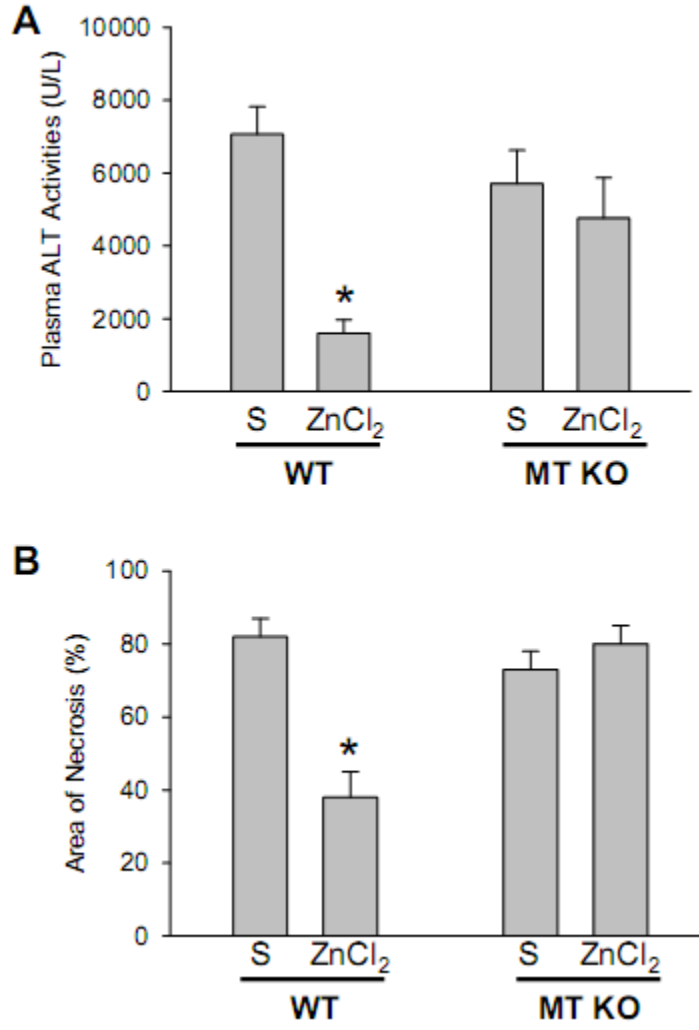 A
Plasma ALT Activities (U/L)
10000
8000
6000
4000
2000
0
*
S ZnCl₂ S ZnCl₂
WT MT KO
B
Area of Necrosis (%)
100
80
60
40
20
0
*
S ZnCl₂ S ZnCl₂
WT MT KO